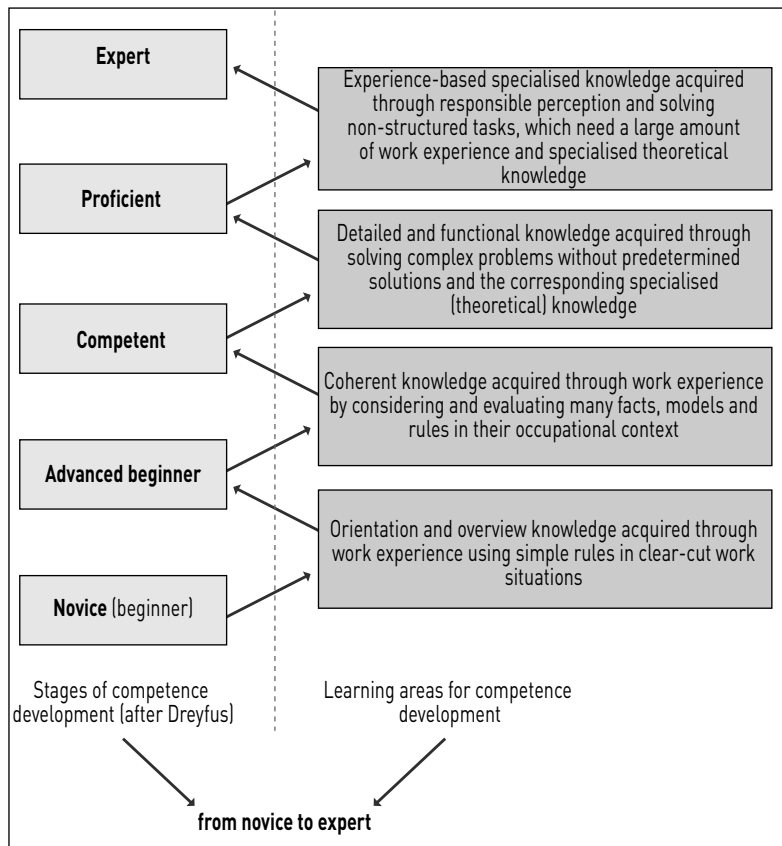 Expert
Experience-based specialised knowledge acquired
through responsible perception and solving
non-structured tasks, which need a large amount
of work experience and specialised theoretical
knowledge
Proficient
Detailed and functional knowledge acquired through
solving complex problems without predetermined
solutions and the corresponding specialised
(theoretical) knowledge
Competent
Coherent knowledge acquired through work experience
by considering and evaluating many facts, models and
rules in their occupational context
Advanced beginner
Orientation and overview knowledge acquired through
work experience using simple rules in clear-cut work
situations
Novice (beginner)
Stages of competence
development (after Dreyfus)
Learning areas for competence
development
from novice to expert